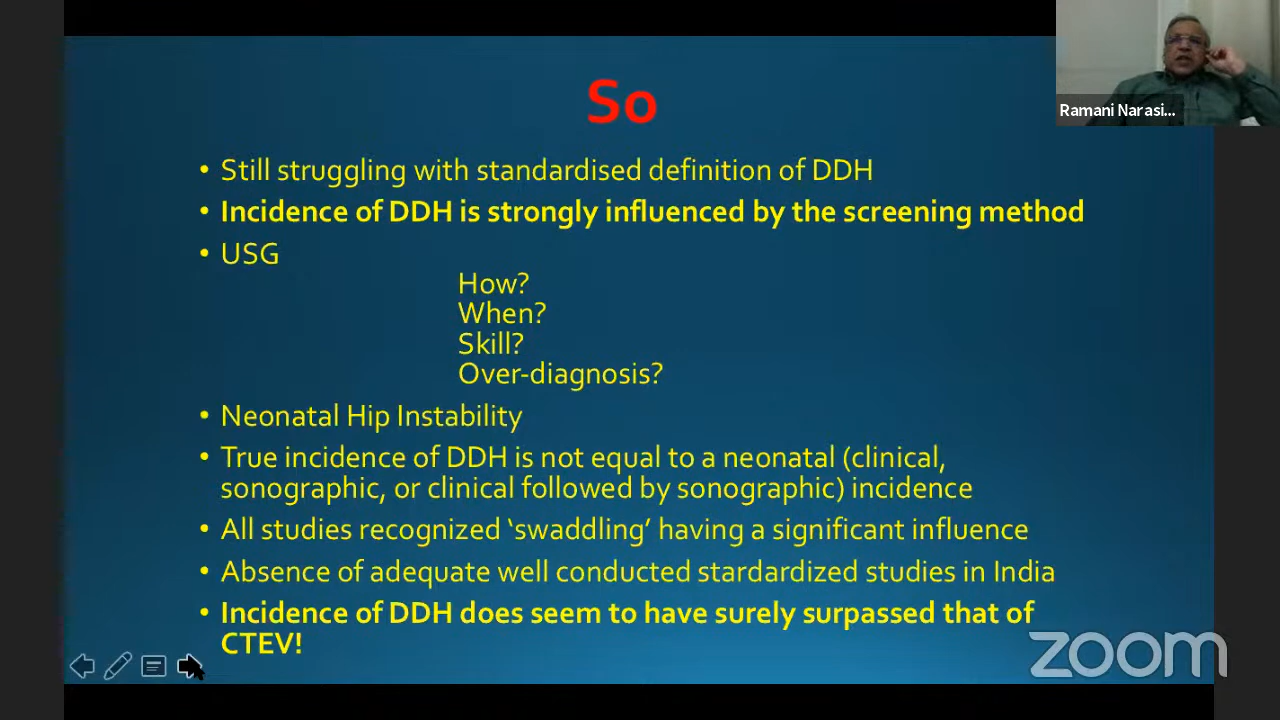 So
Ramani Narasi...
• Still struggling with standardised definition of DDH
• Incidence of DDH is strongly influenced by the screening method
• USG
How?
When?
Skill?
Over-diagnosis?
• Neonatal Hip Instability
• True incidence of DDH is not equal to a neonatal (clinical,
sonographic, or clinical followed by sonographic) incidence
• All studies recognized ‘swaddling’ having a significant influence
• Absence of adequate well conducted stardardized studies in India
• Incidence of DDH does seem to have surely surpassed that of
CTEV!
zoom